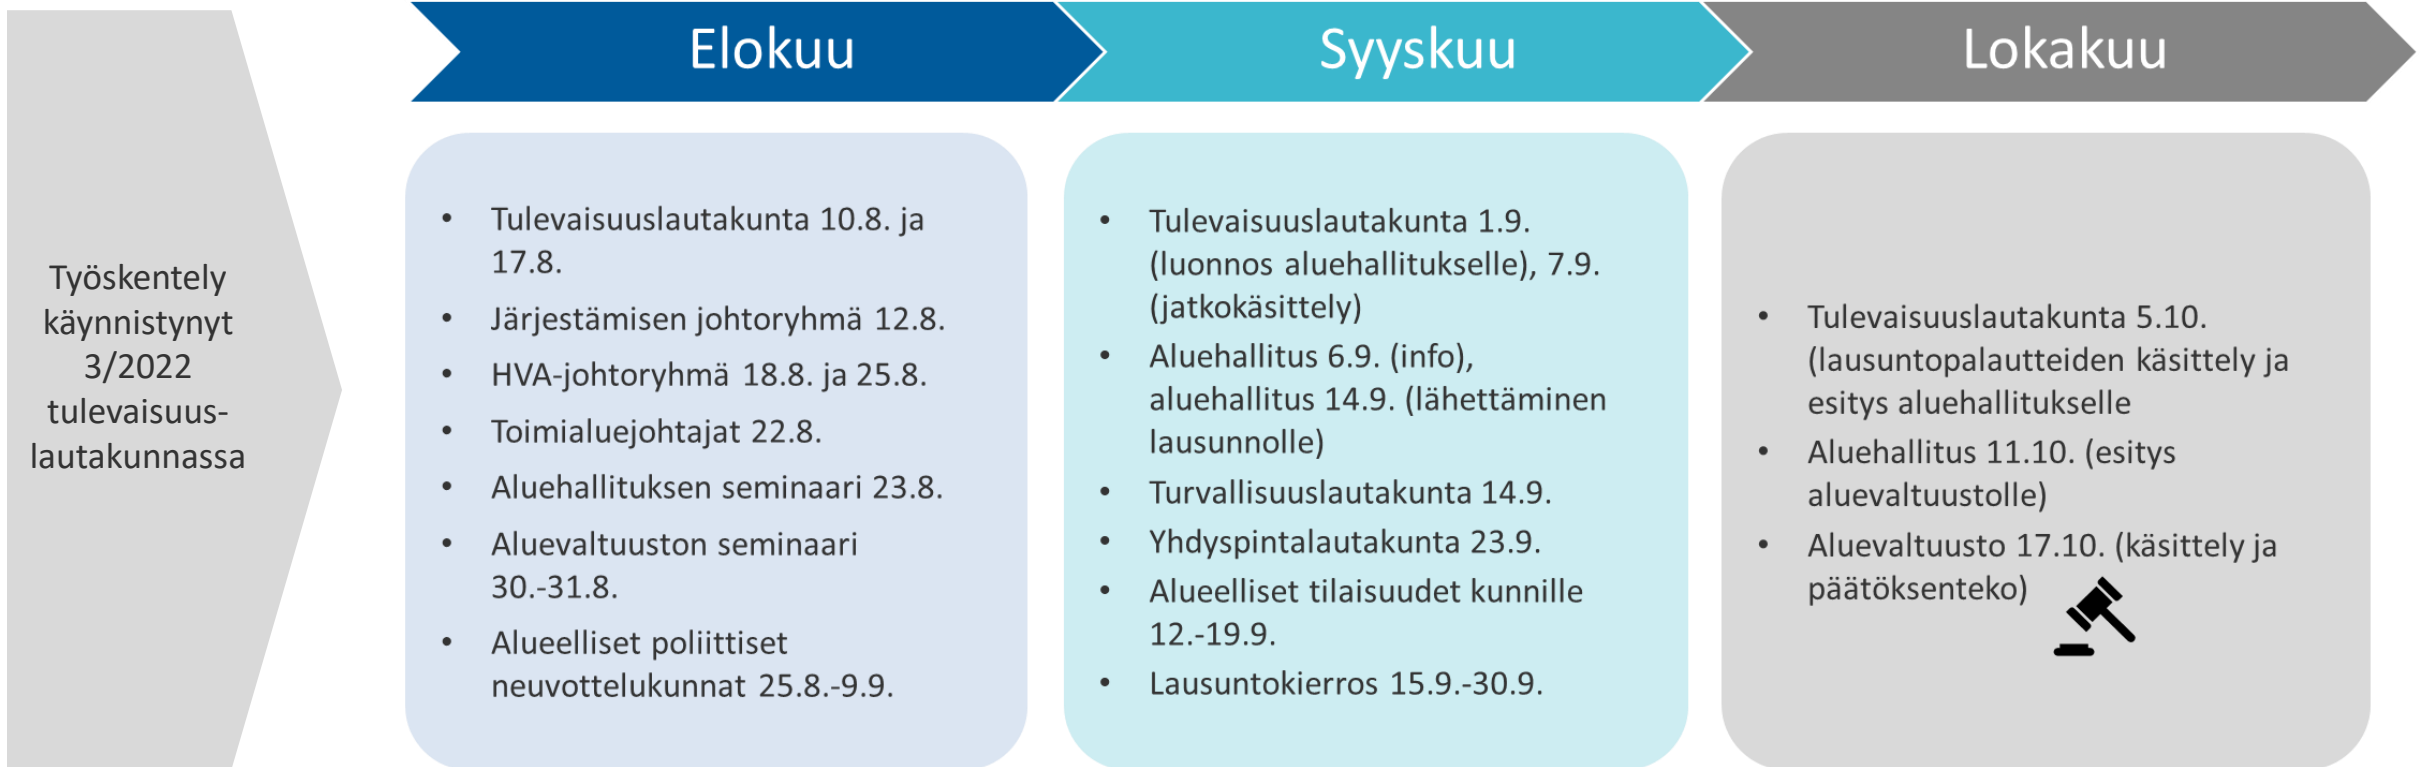 Työskentely
käynnistynyt
3/2022
tulevaisuus-
lautakunnassa
Elokuu
• Tulevaisuuslautakunta 10.8. ja
17.8.
• Järjestämisen johtoryhmä 12.8.
• HVA-johtoryhmä 18.8. ja 25.8.
• Toimialuejohtajat 22.8.
• Aluehallituksen seminaari 23.8.
• Aluevaltuuston seminaari
30.-31.8.
• Alueelliset poliittiset
neuvottelukunnat 25.8.-9.9.
Syyskuu
• Tulevaisuuslautakunta 1.9.
(luonnos aluehallitukselle), 7.9.
(jatkokäsittely)
• Aluehallitus 6.9. (info),
aluehallitus 14.9. (lähettäminen
lausunnolle)
• Turvallisuuslautakunta 14.9.
• Yhdyspintalautakunta 23.9.
• Alueelliset tilaisuudet kunnille
12.-19.9.
• Lausuntokierros 15.9.-30.9.
Lokakuu
• Tulevaisuuslautakunta 5.10.
(lausuntopalautteiden käsittely ja
esitys aluehallitukselle
• Aluehallitus 11.10. (esitys
aluevaltuustolle)
• Aluevaltuusto 17.10. (käsittely ja
päätöksenteko)